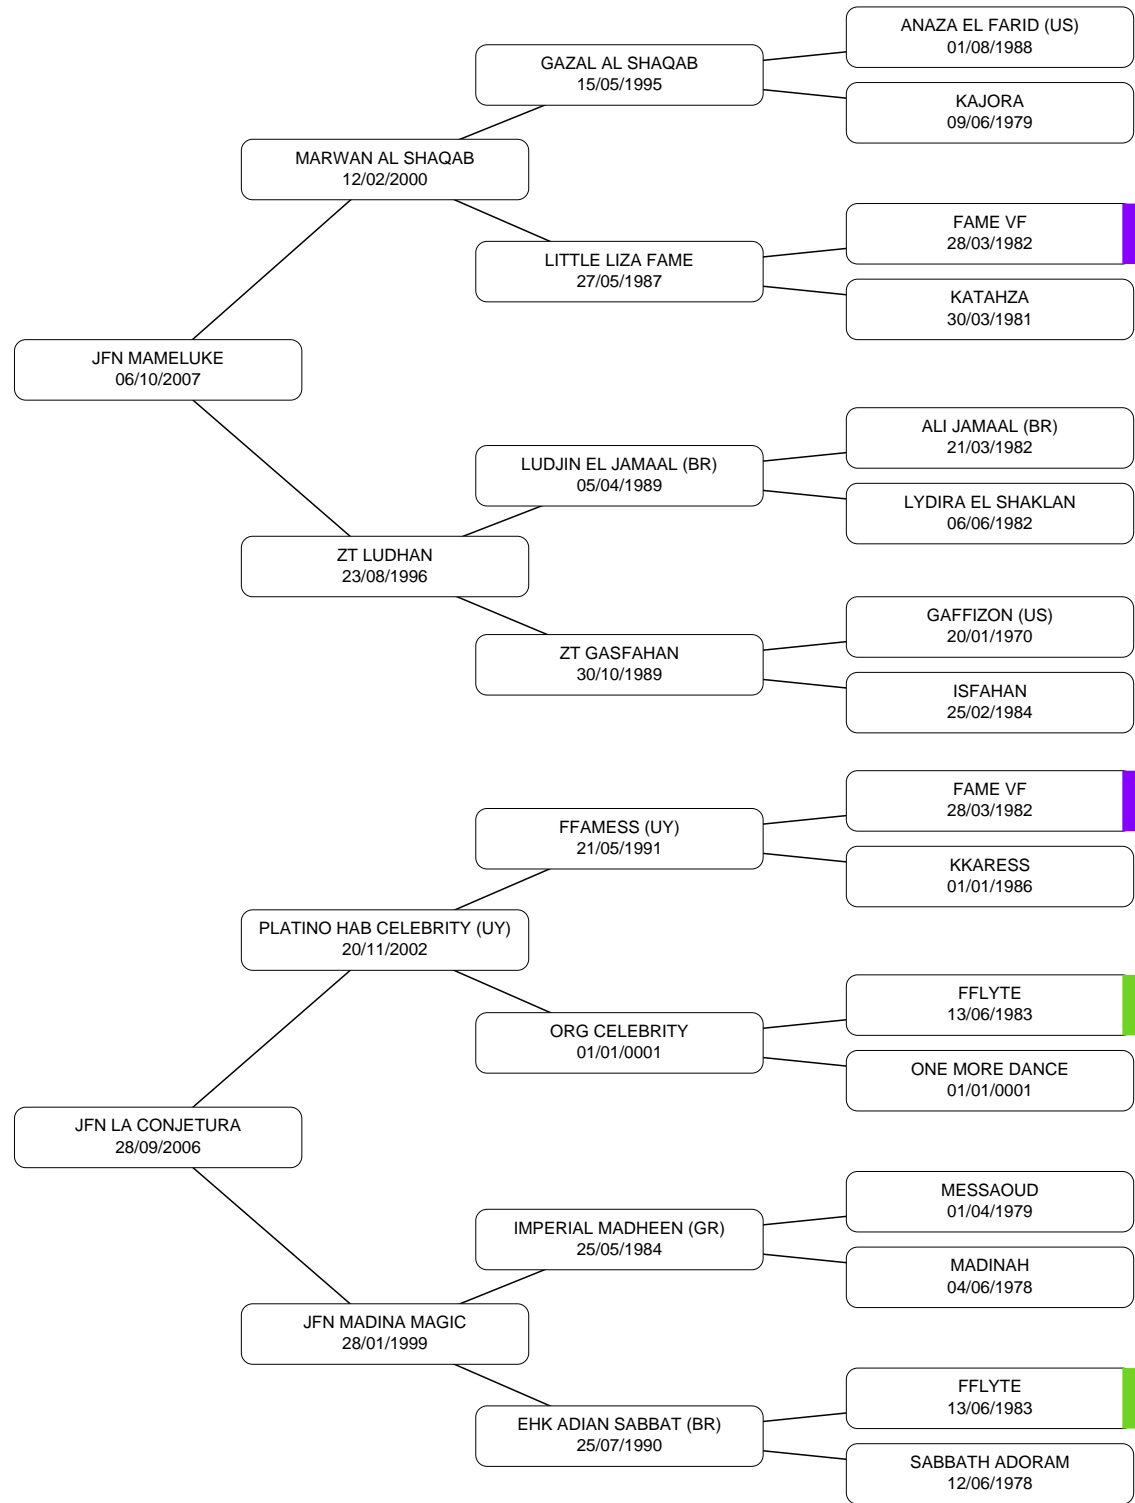 ANAZA EL FARID (US)
01/08/1988
GAZAL AL SHAQAB
15/05/1995
KAJORA
09/06/1979
MARWAN AL SHAQAB
12/02/2000
FAME VF
28/03/1982
LITTLE LIZA FAME
27/05/1987
KATAHZA
30/03/1981
JFN MAMELUKE
06/10/2007
ALI JAMAAL (BR)
21/03/1982
LUDJIN EL JAMAAL (BR)
05/04/1989
LYDIRA EL SHAKLAN
06/06/1982
ZT LUDHAN
23/08/1996
GAFFIZON (US)
20/01/1970
ZT GASFAHAN
30/10/1989
ISFAHAN
25/02/1984
FAME VF
28/03/1982
FFAMESS (UY)
21/05/1991
KKARESS
01/01/1986
PLATINO HAB CELEBRITY (UY)
20/11/2002
FFLYTE
13/06/1983
ORG CELEBRITY
01/01/0001
ONE MORE DANCE
01/01/0001
JFN LA CONJETURA
28/09/2006
MESSAOUD
01/04/1979
IMPERIAL MADHEEN (GR)
25/05/1984
MADINAH
04/06/1978
JFN MADINA MAGIC
28/01/1999
FFLYTE
13/06/1983
EHK ADIAN SABBAT (BR)
25/07/1990
SABBATH ADORAM
12/06/1978